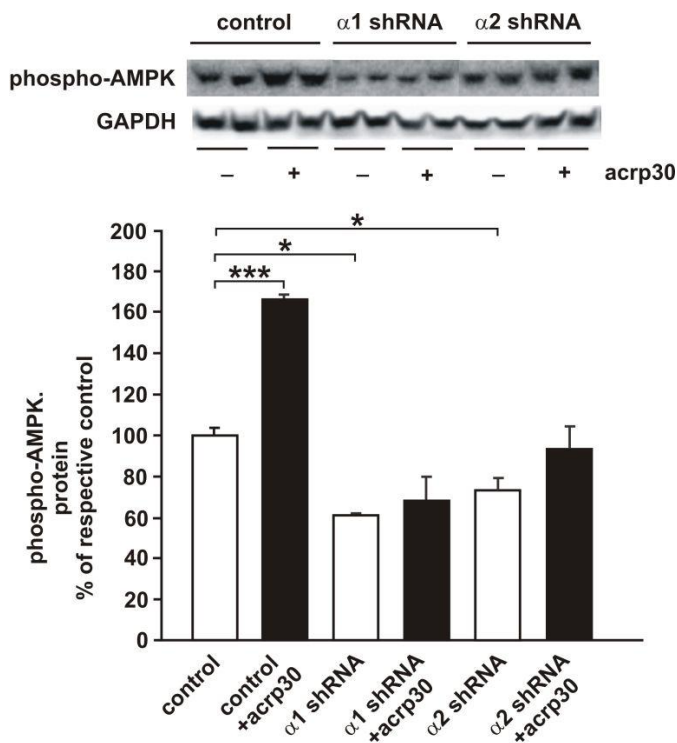 control α1 shRNA α2 shRNA
phospho-AMPK
GAPDH
– + – + – + acrp30
* 
*
***
200
180
160
140
120
100
80
60
40
20
0
phospho-AMPK.
protein
% of respective control
control
control
+acrp30
α1 shRNA
α1 shRNA
+acrp30
α2 shRNA
α2 shRNA
+acrp30